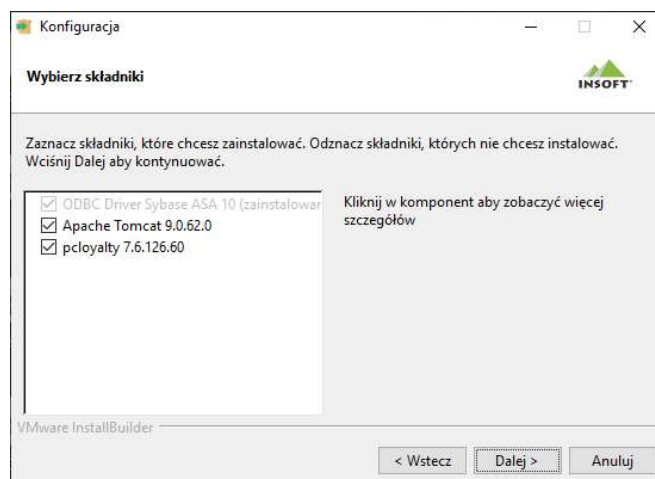 Konfiguracja
Wybierz składniki
INSOFT
Zaznacz składniki, które chcesz zainstalować. Odznacz składniki, których nie chcesz instalować.
Wciśnij Dalej aby kontynuować.
ODBC Driver Sybase ASA 10 (zainstalowar
Apache Tomcat 9.0.62.0
pcloyalty 7.6.126.60
Kliknij w komponent aby zobaczyć więcej
szczegółów
VMware InstallBuilder
< Wstecz
Dalej >
Anuluj